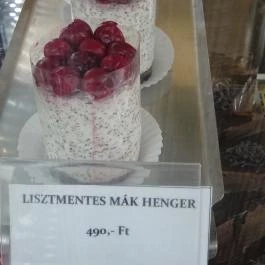 LISZTMENTES MÁK HENGER
490,- Ft